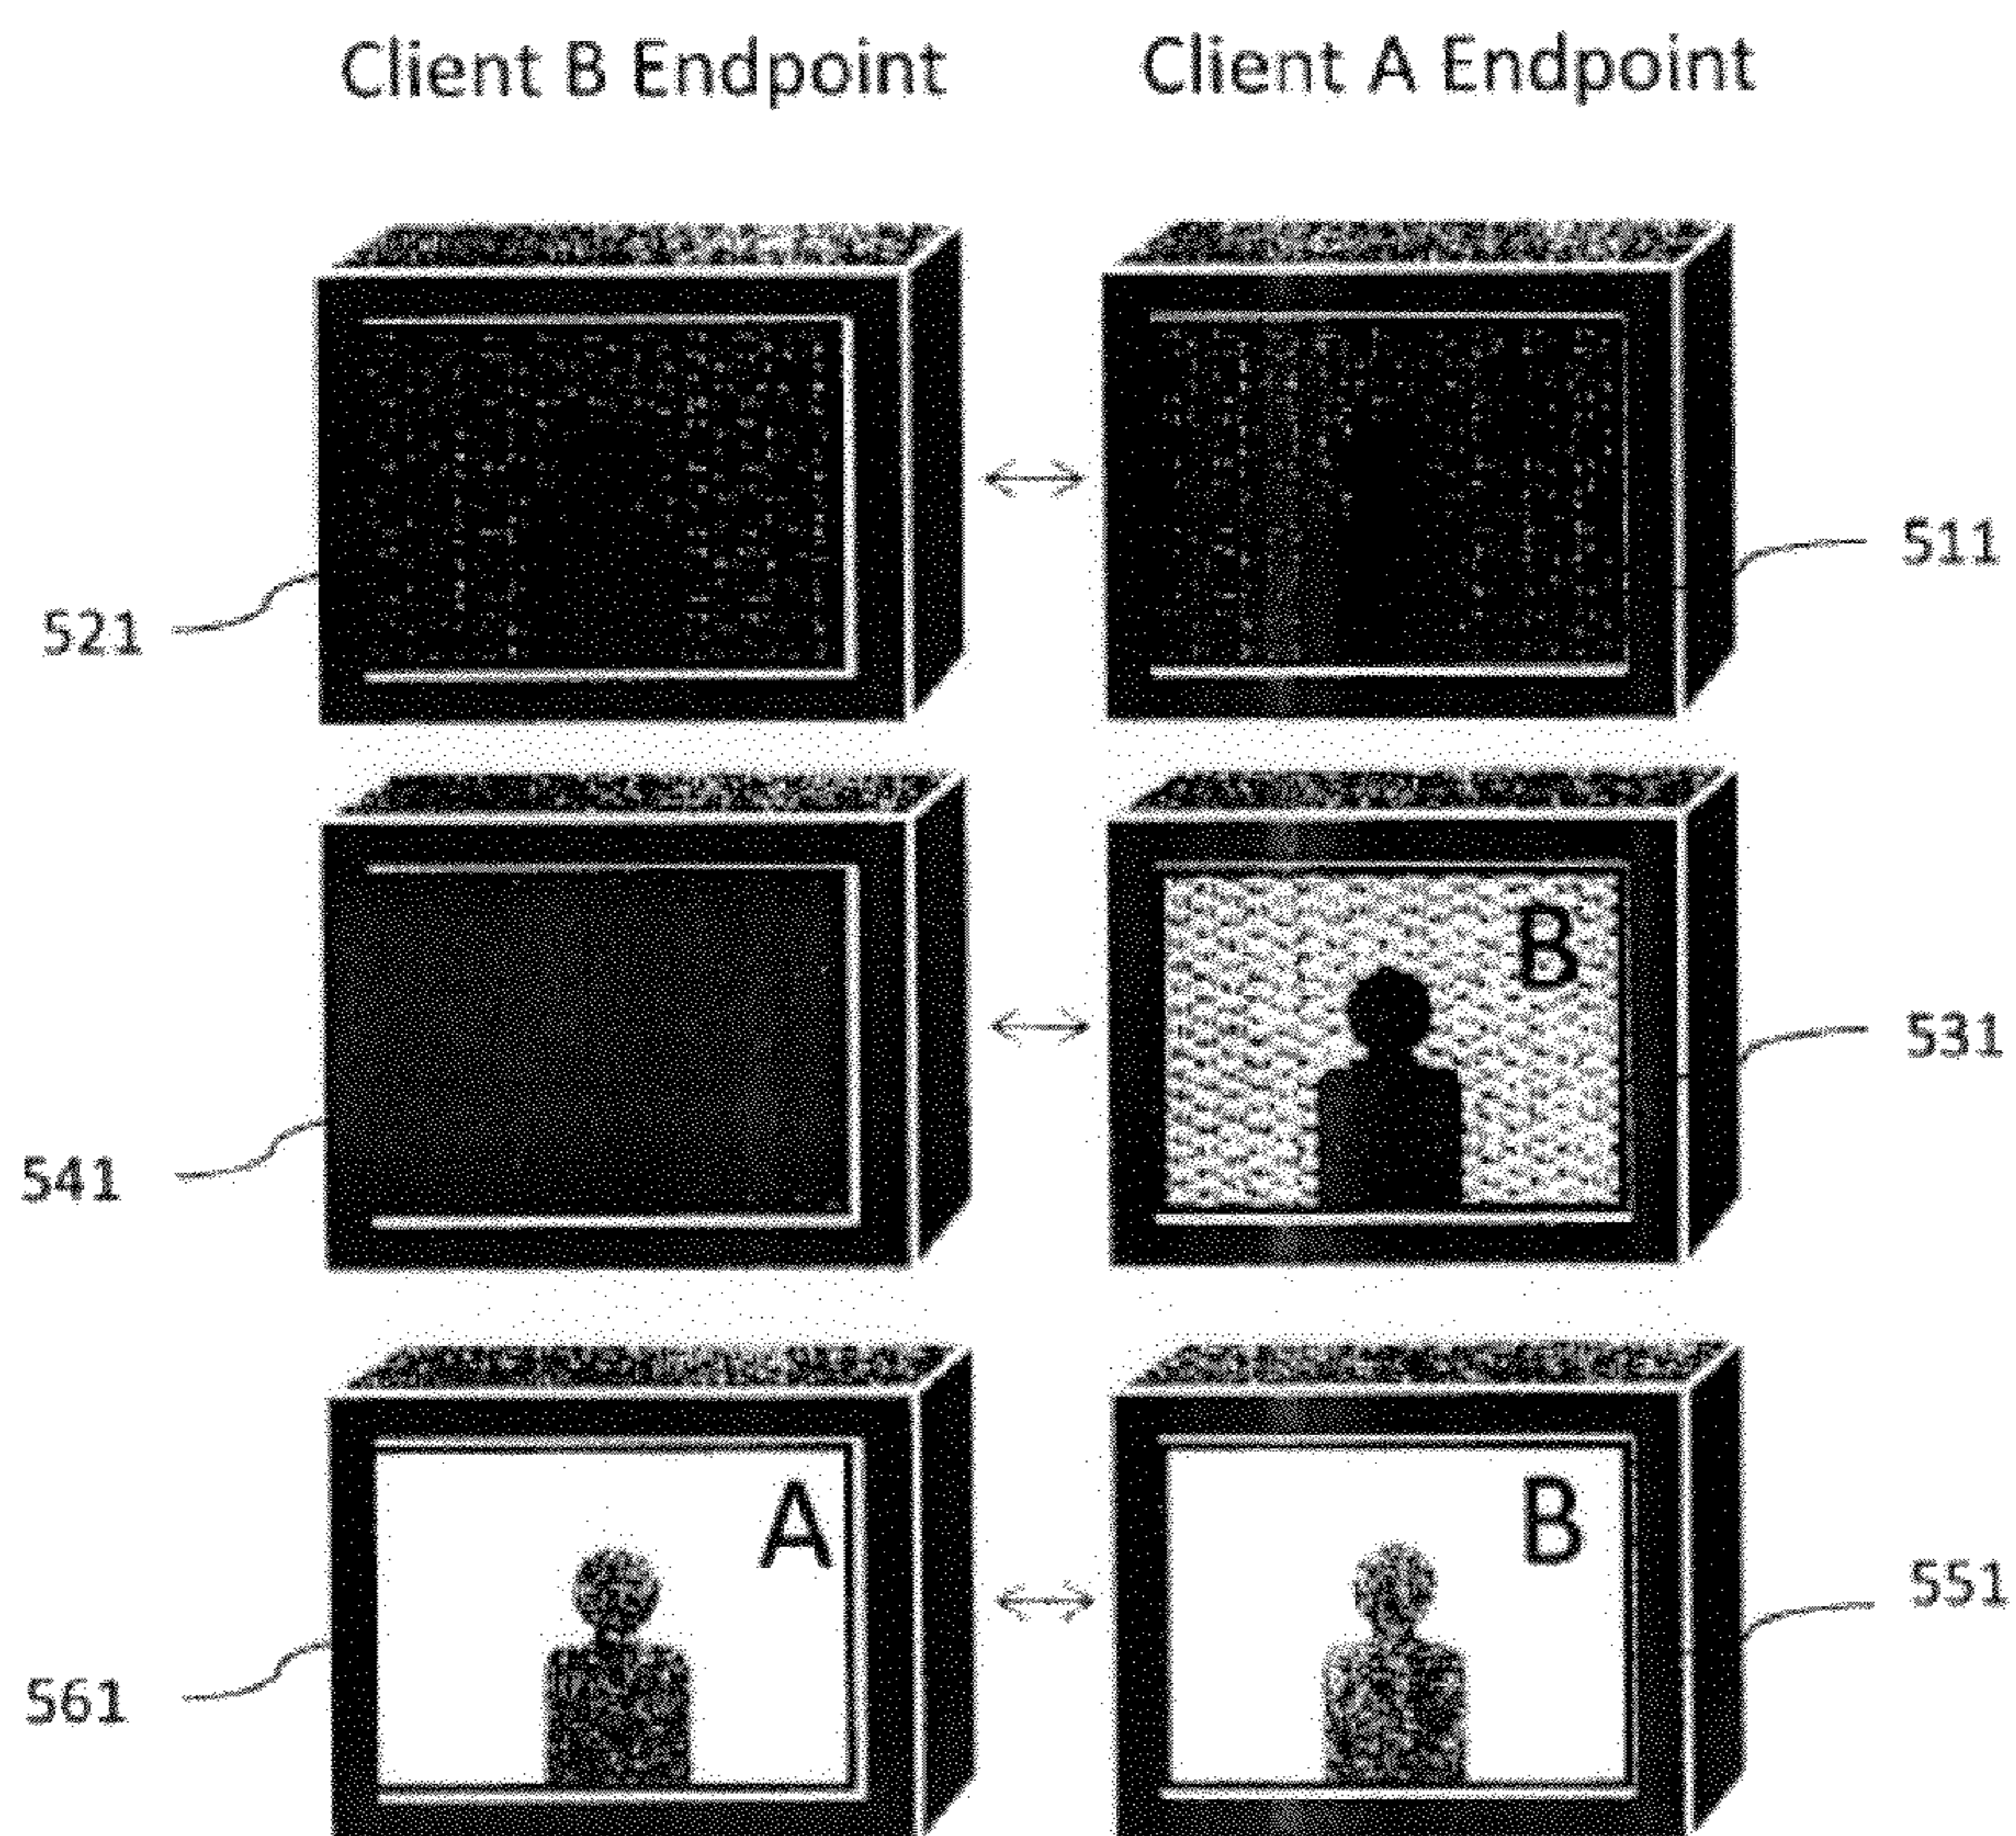 Client B Endpoint
Client A Endpoint
511
521
B
531
541
A
B
551
561